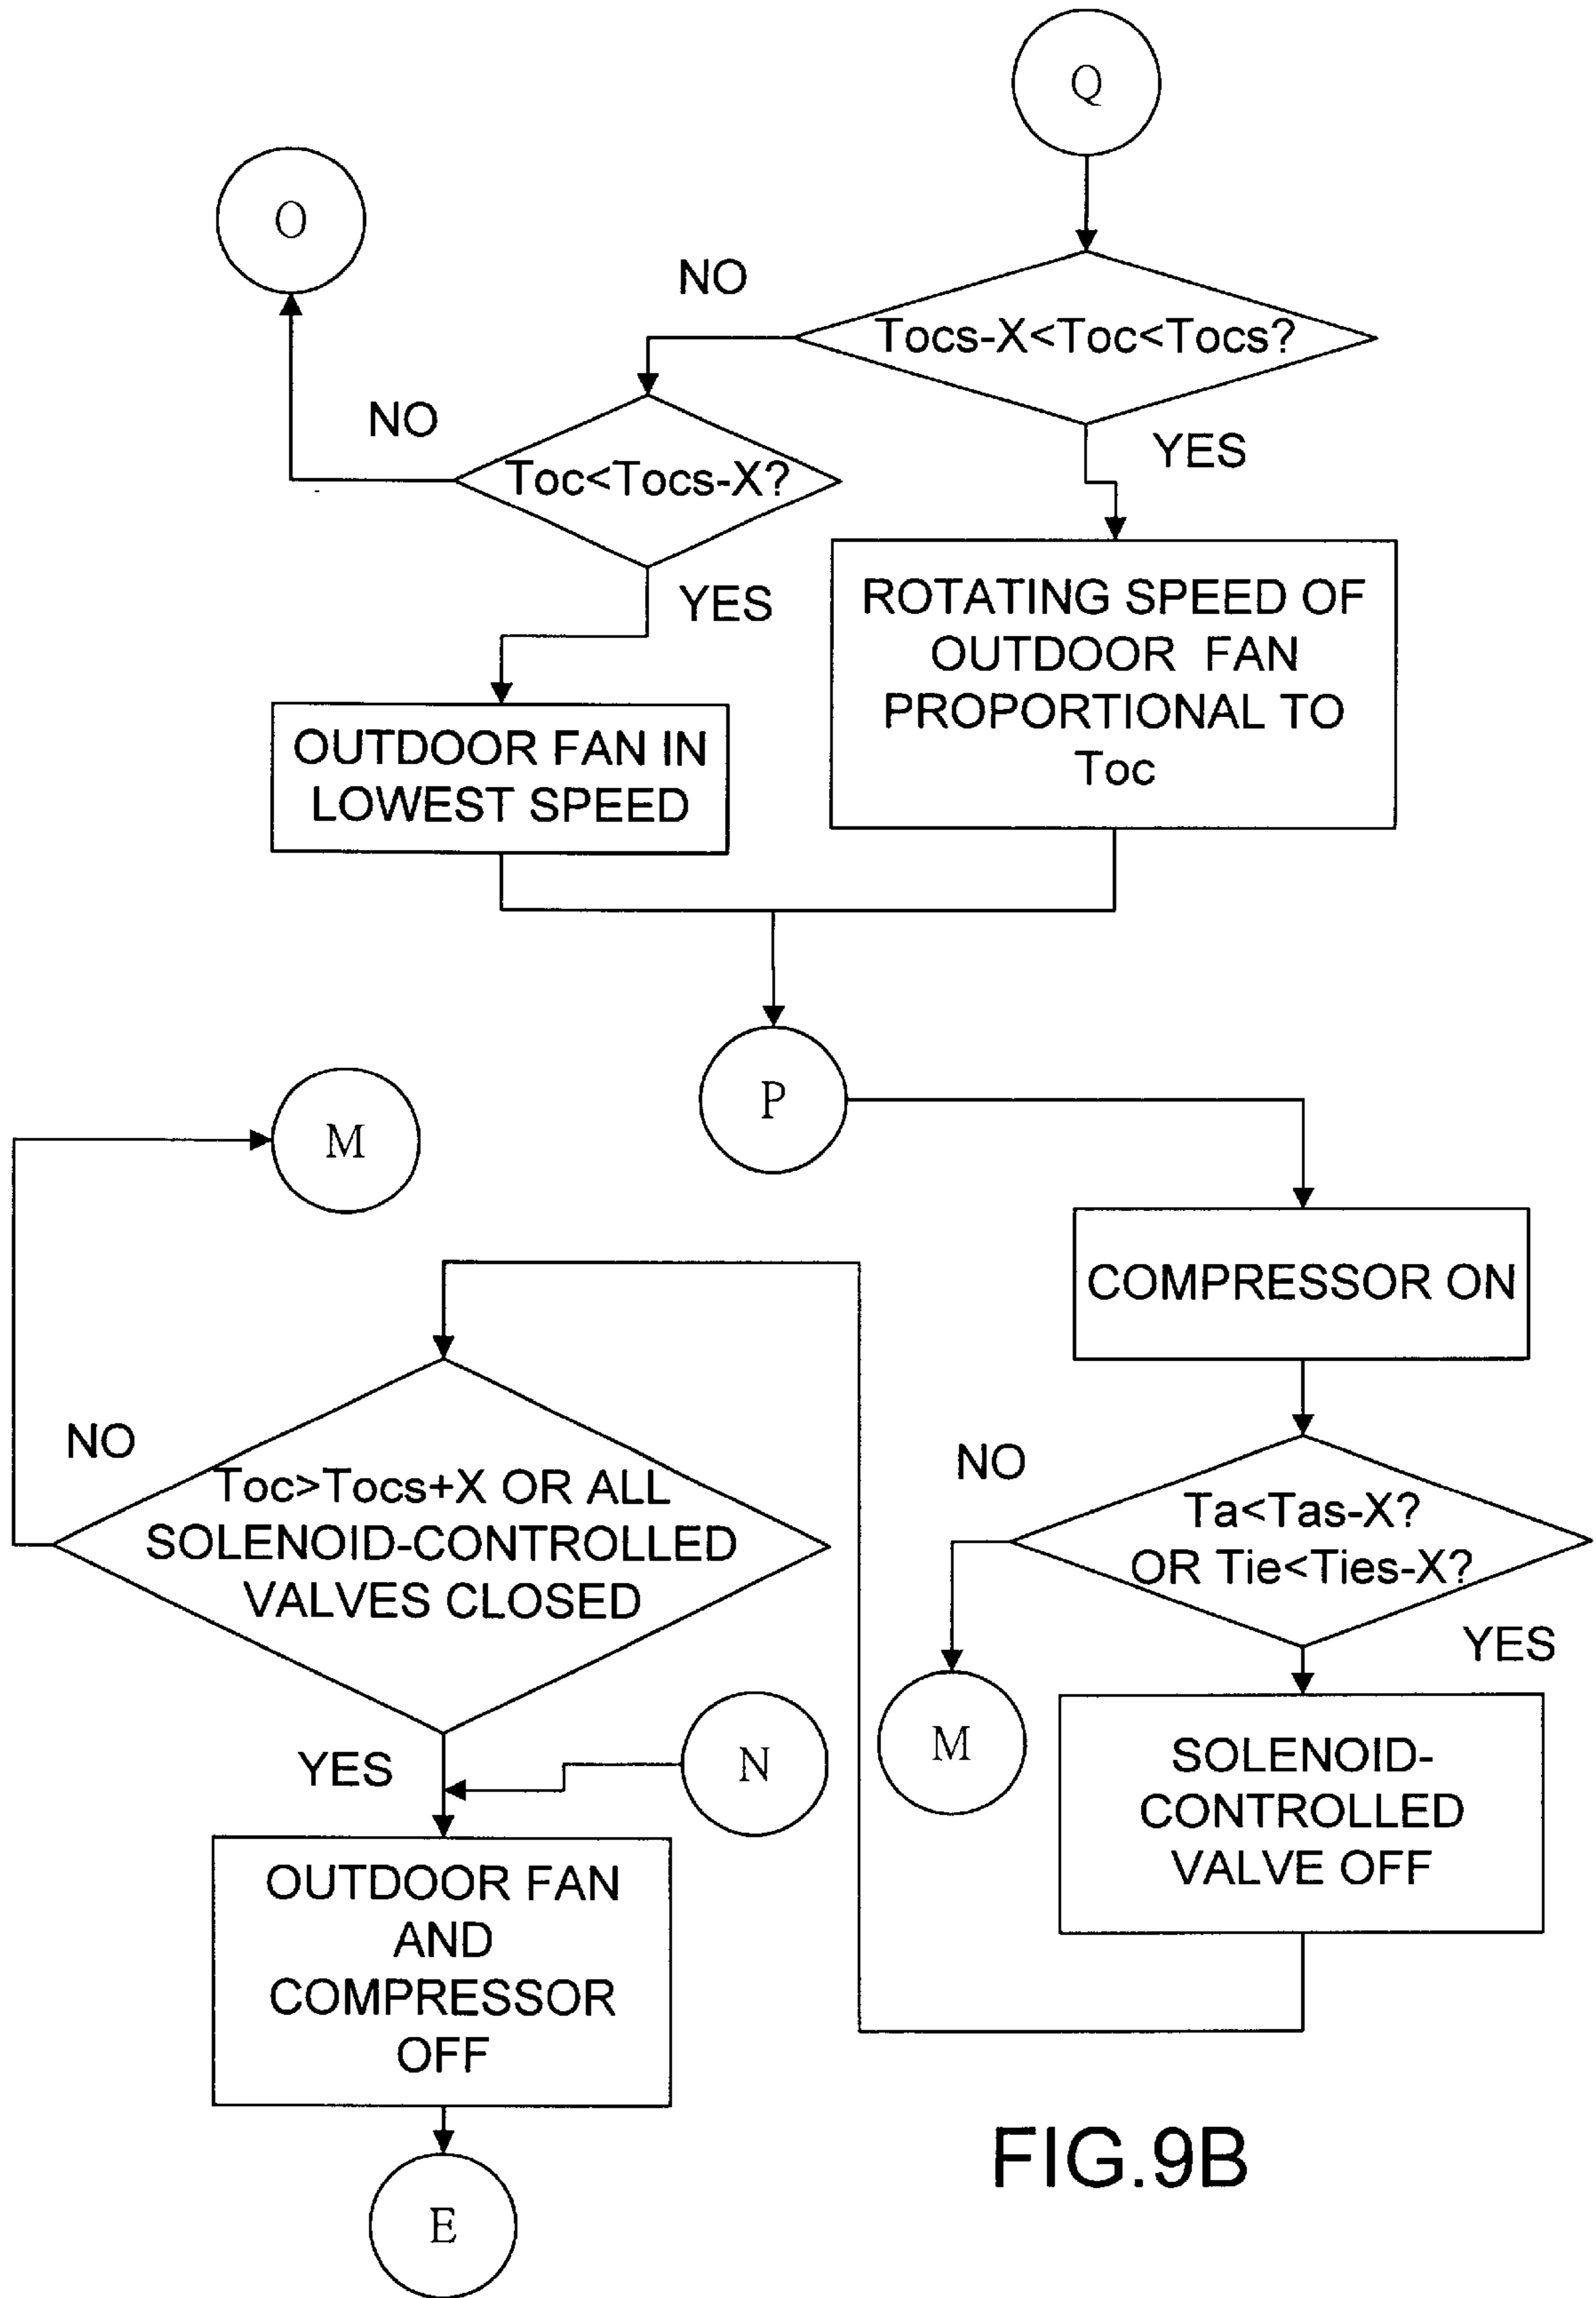 Q
O
NO
Tocs-X<Toc<Tocs?
NO
YES
Toc<Tocs-X?
YES
ROTATING SPEED OF
OUTDOOR FAN
PROPORTIONAL TO
Toc
OUTDOOR FAN IN
LOWEST SPEED
P
M
COMPRESSOR ON
NO
Toc>Tocs+X OR ALL
SOLENOID-CONTROLLED
VALVES CLOSED
NO
Ta<Tas-X?
OR Tie<Ties-X?
YES
M
YES
N
SOLENOID-
CONTROLLED
VALVE OFF
OUTDOOR FAN
AND
COMPRESSOR
OFF
E
FIG.9B